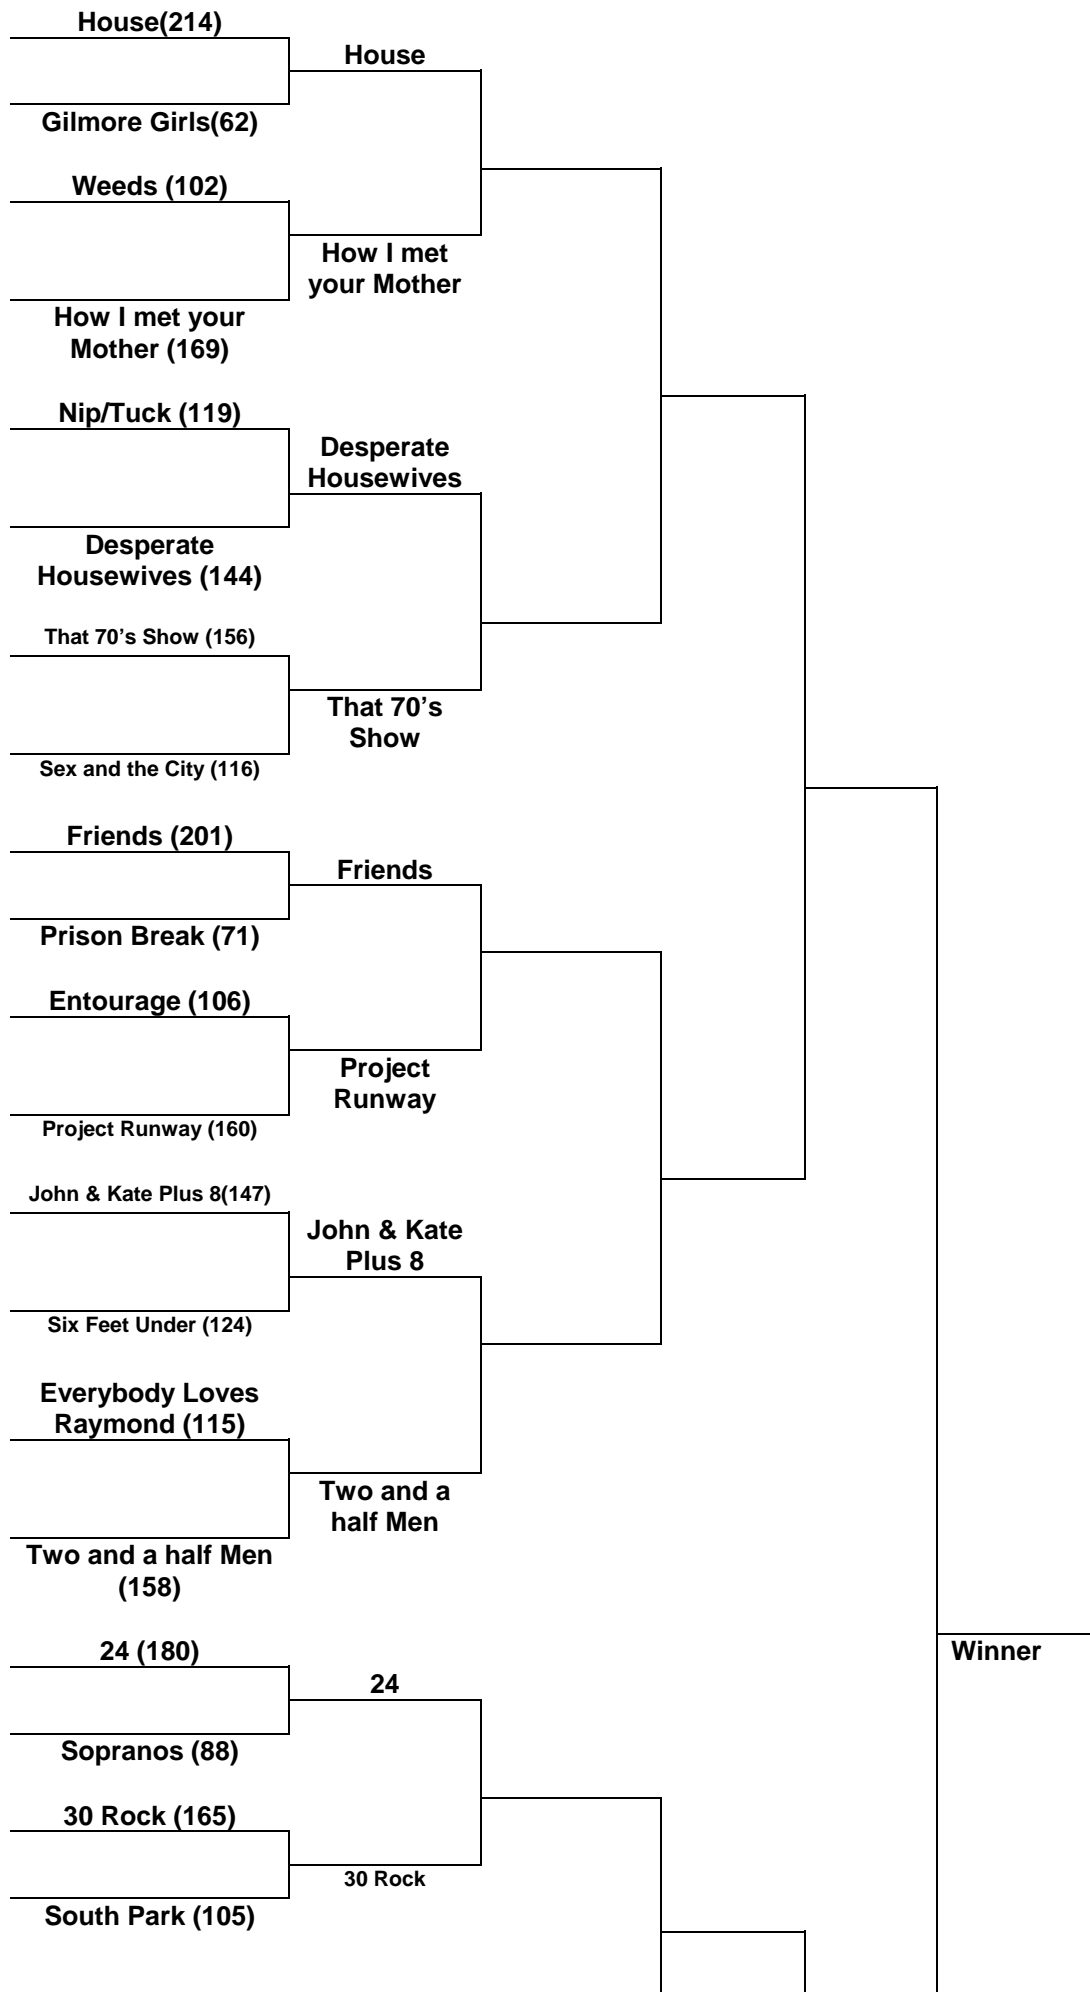 House(214)
House
Gilmore Girls(62)
Weeds (102)
How I met
your Mother
How I met your
Mother (169)
Nip/Tuck (119)
Desperate
Housewives
Desperate
Housewives (144)
That 70’s Show (156)
That 70’s
Show
Sex and the City (116)
Friends (201)
Friends
Prison Break (71)
Entourage (106)
Project
Runway
Project Runway (160)
John & Kate Plus 8(147)
John & Kate
Plus 8
Six Feet Under (124)
Everybody Loves
Raymond (115)
Two and a
half Men
Two and a half Men
(158)
24 (180)
Winner
24
Sopranos (88)
30 Rock (165)
30 Rock
South Park (105)